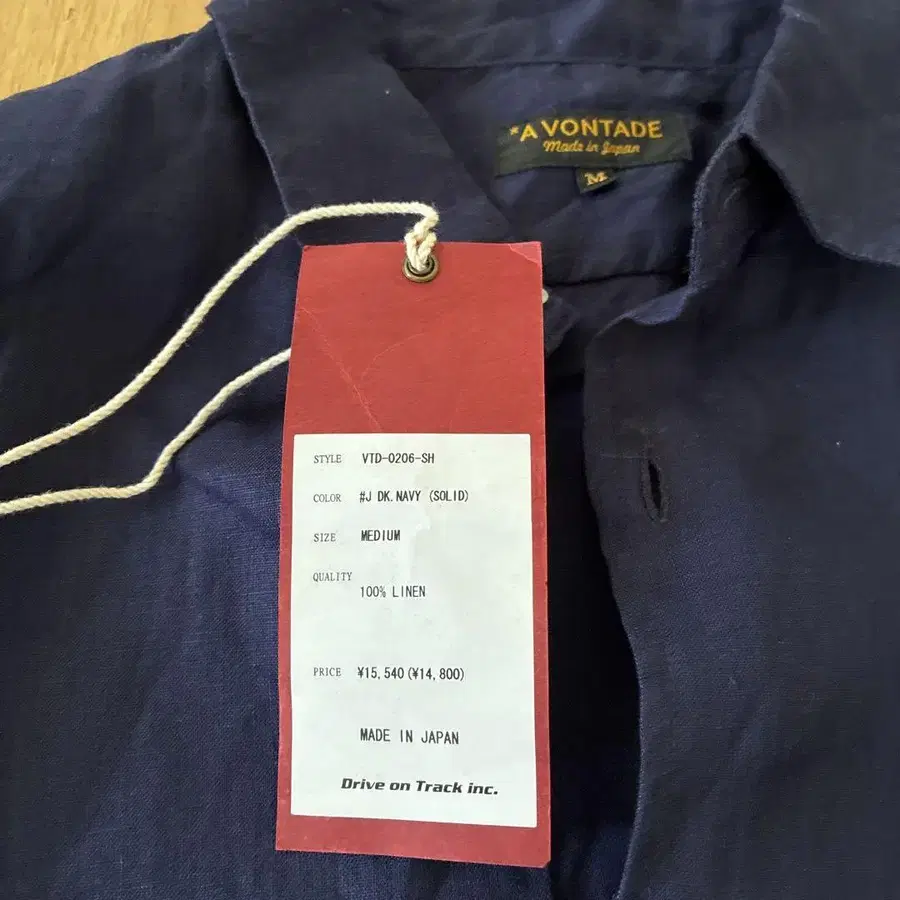 *A VONTADE
Made in Japan
M
STYLE VTD-0206-SH
COLOR #J DK.NAVY (SOLID)
SIZE MEDIUM
QUALITY
100% LINEN
PRICE ¥15,540(¥14,800)
MADE IN JAPAN
Drive on Track inc.